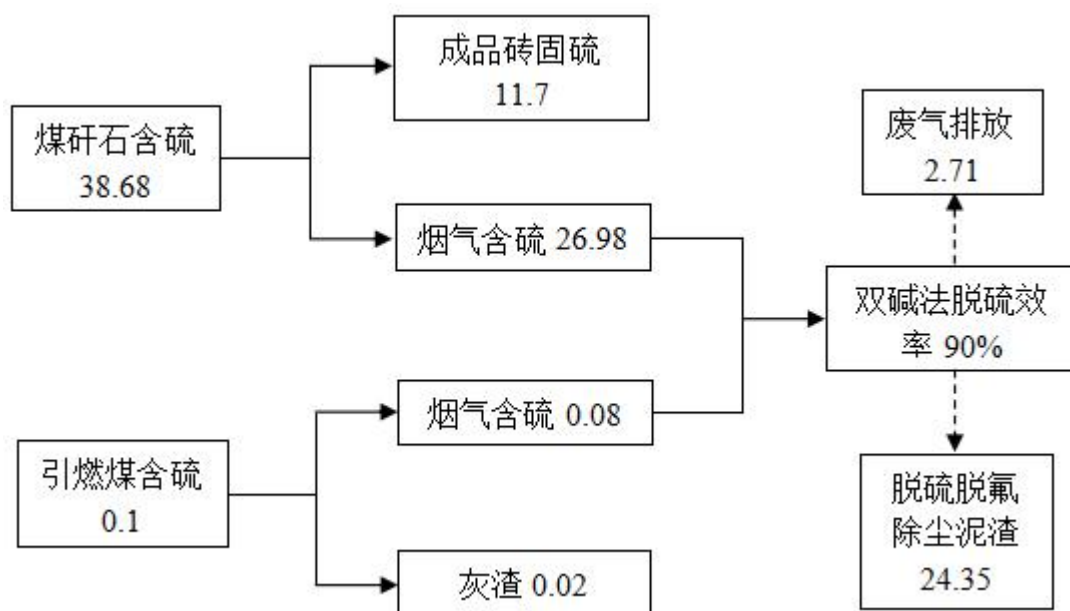 煤矸石含硫
38.68
成品砖固硫
11.7
烟气含硫 26.98
引燃煤含硫
0.1
烟气含硫 0.08
灰渣 0.02
废气排放
2.71
双碱法脱硫效
率 90%
脱硫脱氟
除尘泥渣
24.35